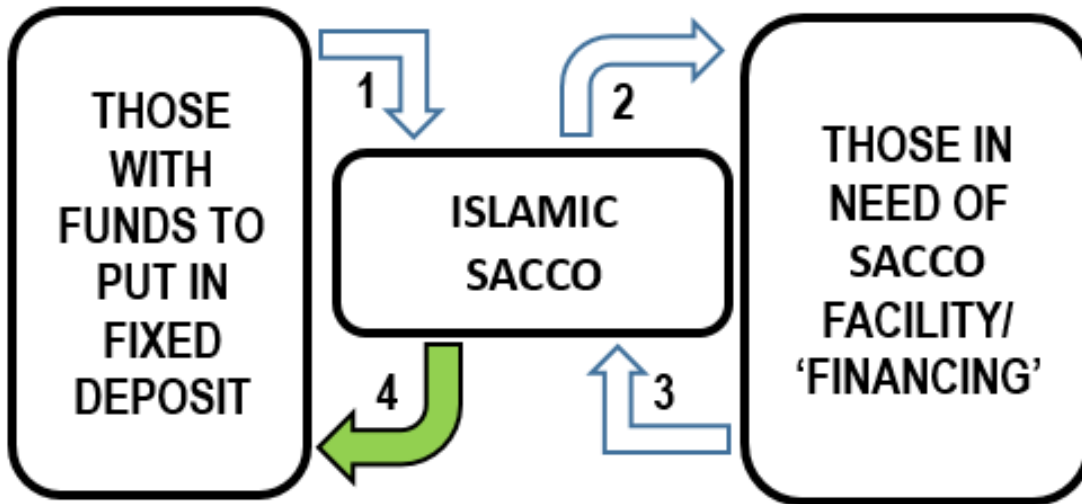 THOSE
WITH
FUNDS TO
PUT IN
FIXED
DEPOSIT
1
2
ISLAMIC
SACCO
4
3
THOSE IN
NEED OF
SACCO
FACILITY/
‘FINANCING’